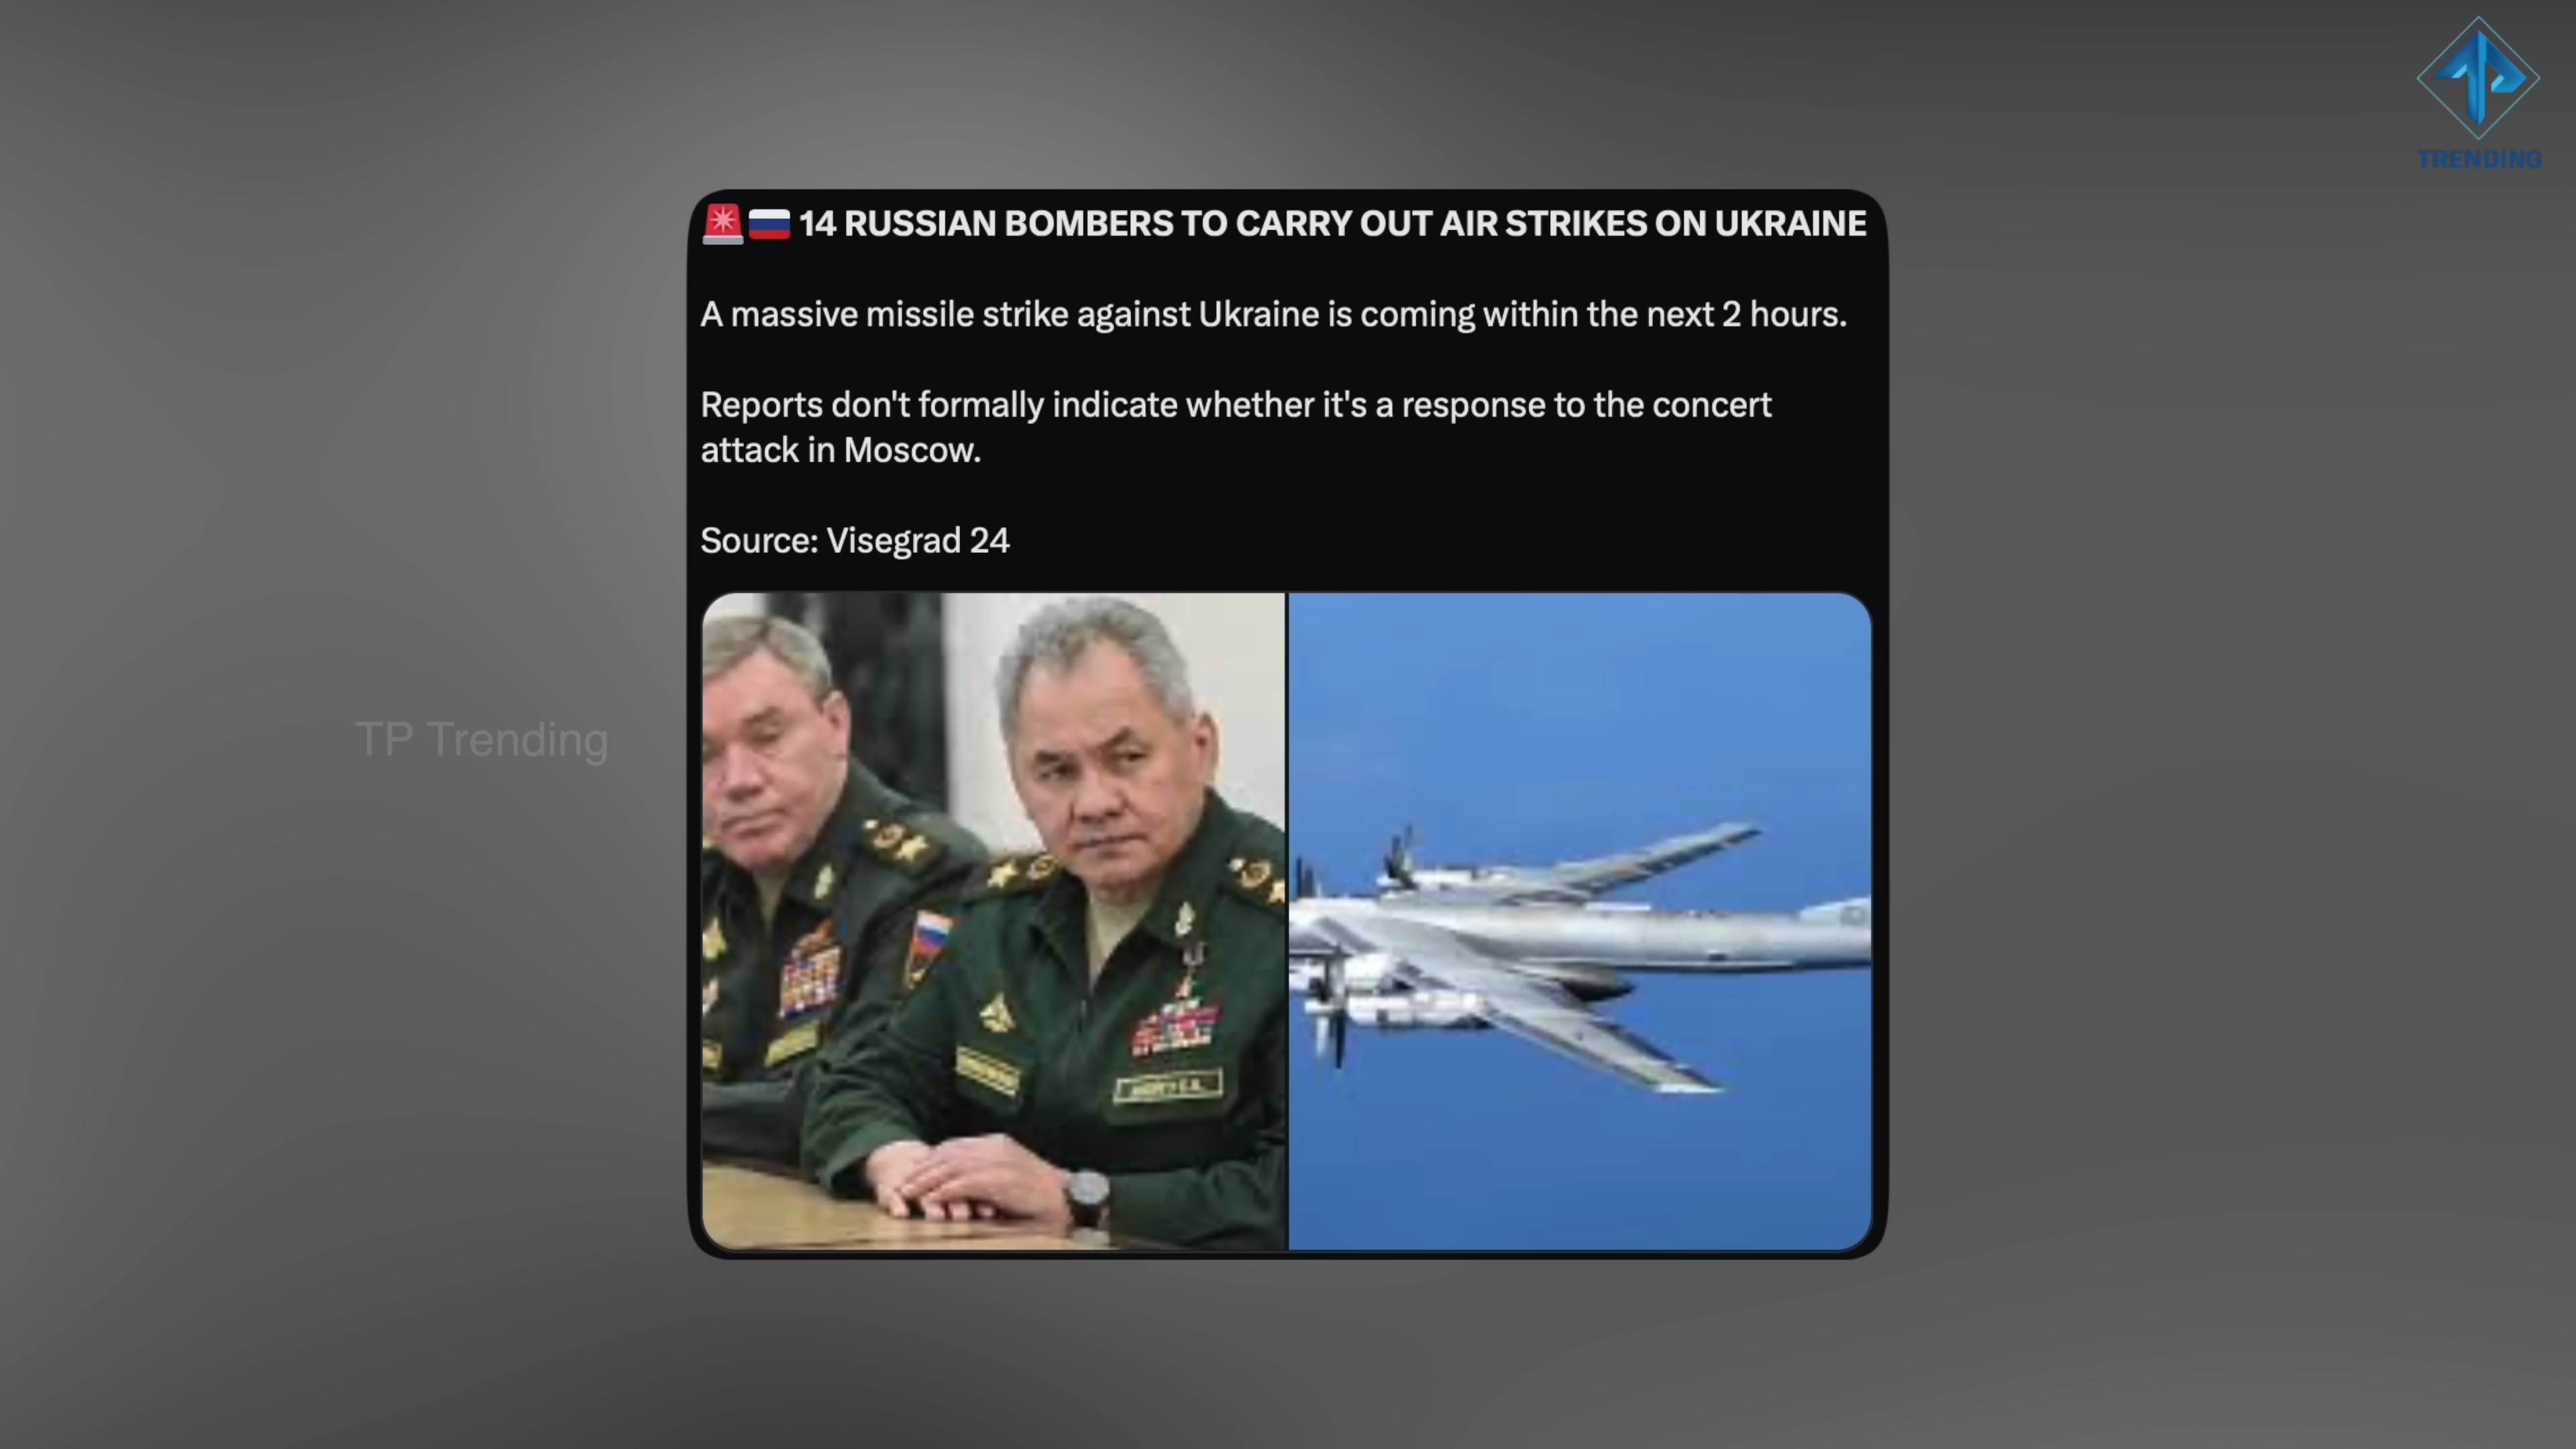 TRENDING
🚨🇷🇺 14 RUSSIAN BOMBERS TO CARRY OUT AIR STRIKES ON UKRAINE
A massive missile strike against Ukraine is coming within the next 2 hours.
Reports don't formally indicate whether it's a response to the concert
attack in Moscow.
Source: Visegrad 24
TP Trending